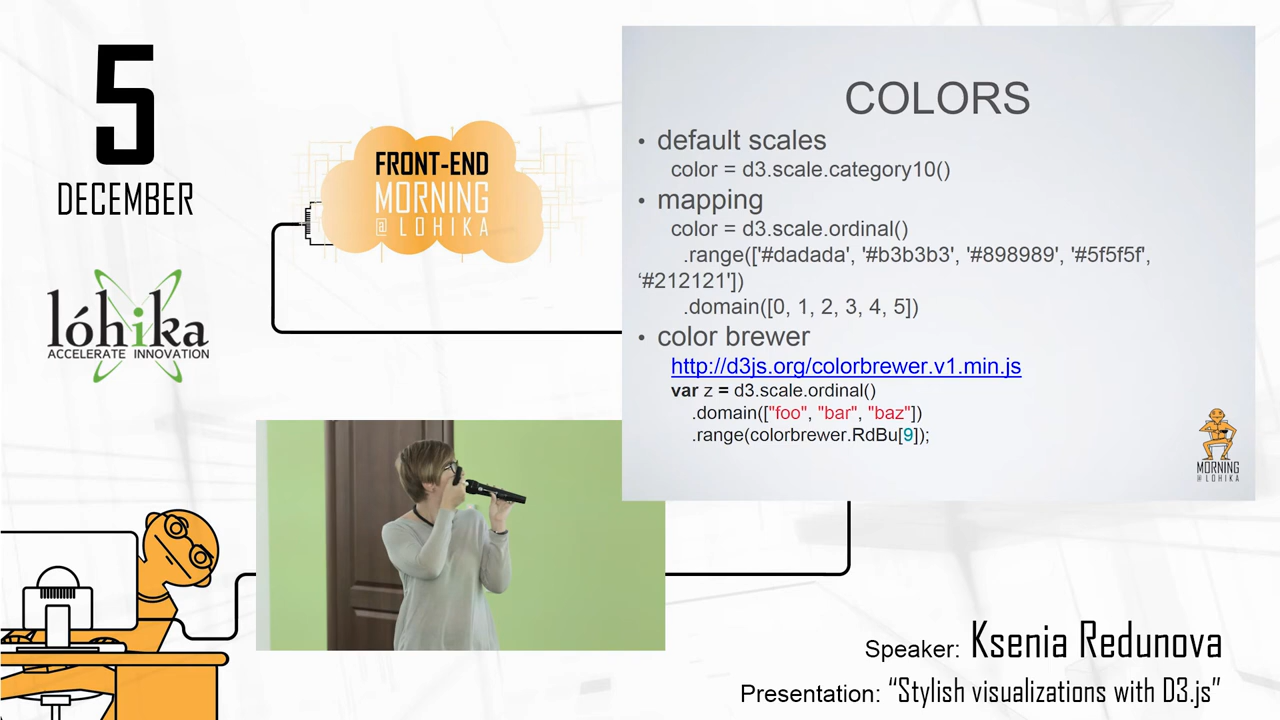 5
DECEMBER
lóhika
ACCELERATE INNOVATION
FRONT-END
MORNING
@LOHIKA
COLORS
• default scales
color = d3.scale.category10()
• mapping
color = d3.scale.ordinal()
.range(['#dadada', '#b3b3b3', '#898989', '#5f5f5f',
‘#212121'])
.domain([0, 1, 2, 3, 4, 5])
• color brewer
http://d3js.org/colorbrewer.v1.min.js
var z = d3.scale.ordinal()
.domain(["foo", "bar", "baz"])
.range(colorbrewer.RdBu[9]);
MORNING
@LOHIKA
Speaker: Ksenia Redunova
Presentation: “Stylish visualizations with D3.js”